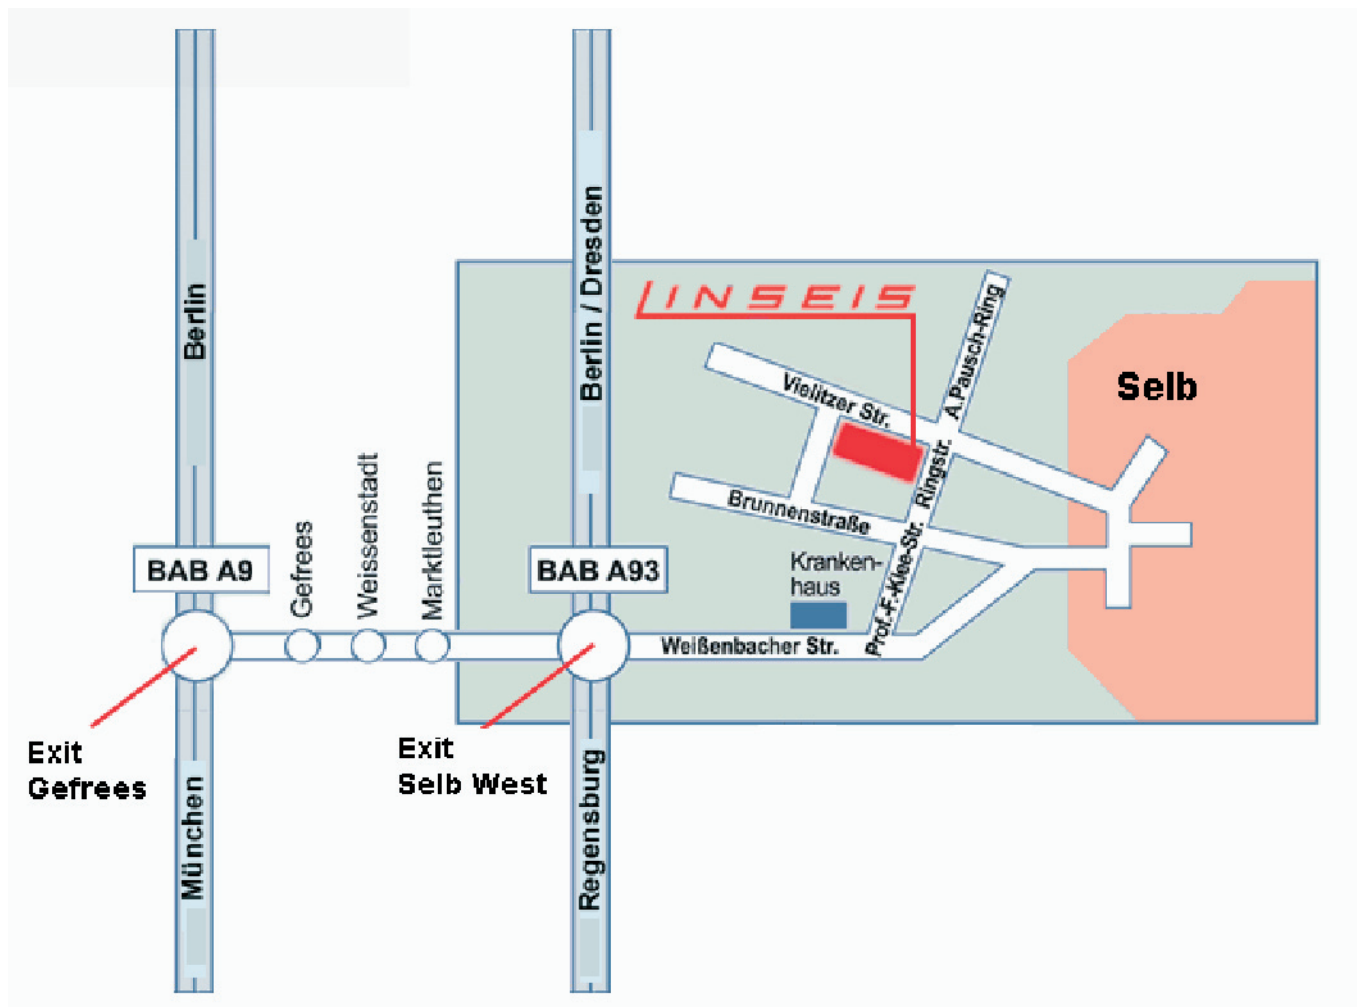 Berlin
Berlin / Dresden
LINSEIS
A.Pausch-Ring
Selb
Vielitzer Str.
Ringstr.
Brunnenstraße
Prof.-F.-Klee-Str.
Kranken-
haus
Weißenbacher Str.
BAB A9
Gefrees
Weissenstadt
Marktleuthen
BAB A93
Exit
Gefrees
Exit
Selb West
München
Regensburg